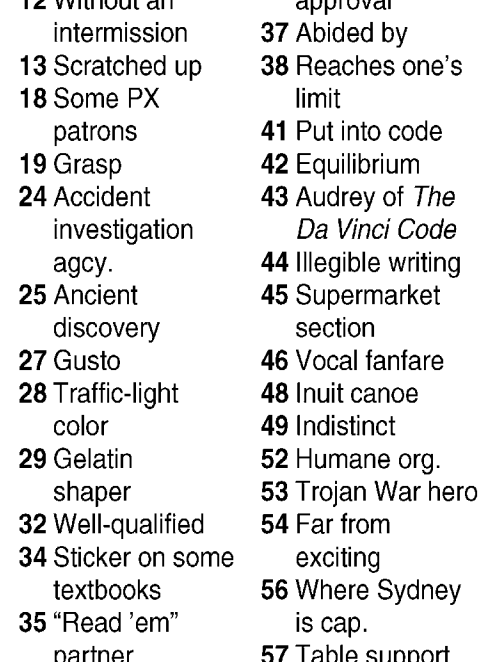 12 Without an
intermission
13 Scratched up
18 Some PX
patrons
19 Grasp
24 Accident
investigation
agcy.
25 Ancient
discovery
27 Gusto
28 Traffic-light
color
29 Gelatin
shaper
32 Well-qualified
34 Sticker on some
textbooks
35 “Read ’em”
partner
approval
37 Abided by
38 Reaches one’s
limit
41 Put into code
42 Equilibrium
43 Audrey of The
Da Vinci Code
44 Illegible writing
45 Supermarket
section
46 Vocal fanfare
48 Inuit canoe
49 Indistinct
52 Humane org.
53 Trojan War hero
54 Far from
exciting
56 Where Sydney
is cap.
57 Table support